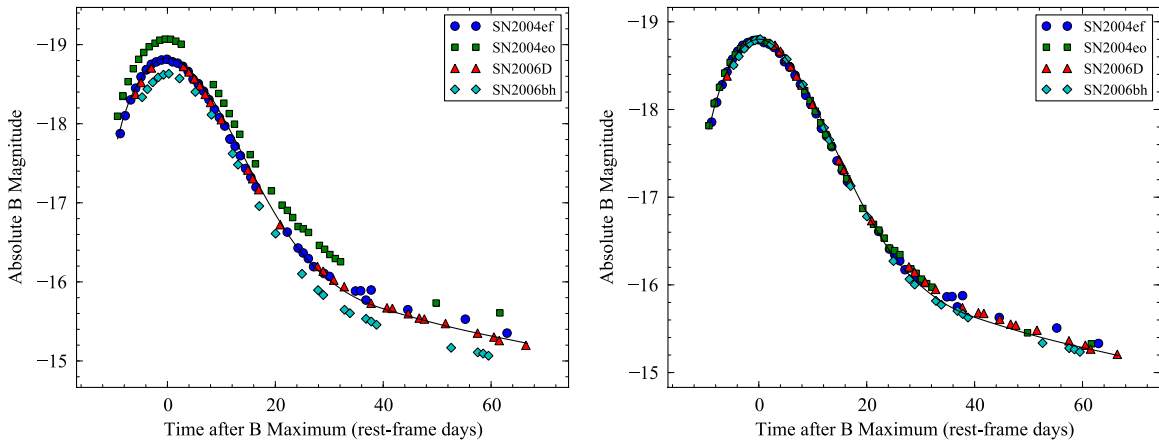 Absolute B Magnitude
−19
−18
−17
−16
−15
0
20
40
60
Time after B Maximum (rest-frame days)
SN2004ef
SN2004eo
SN2006D
SN2006bh
Absolute B Magnitude
−19
−18
−17
−16
−15
0
20
40
60
Time after B Maximum (rest-frame days)
SN2004ef
SN2004eo
SN2006D
SN2006bh